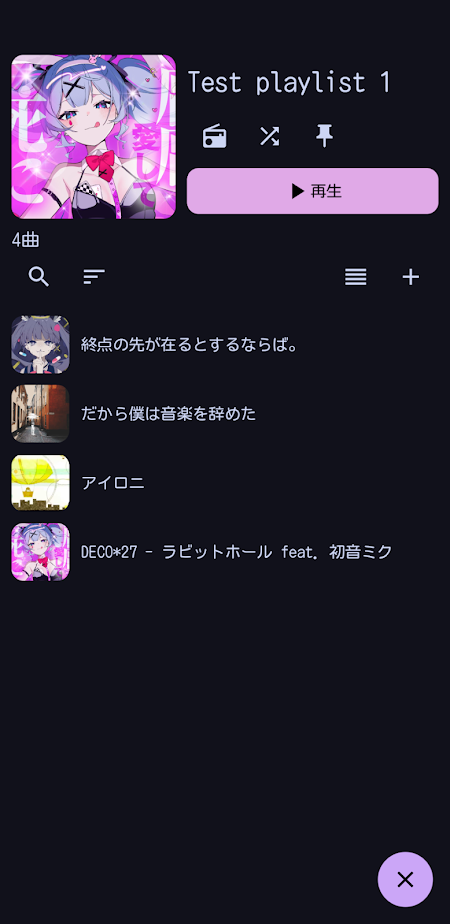 Test playlist 1
▶ 再生
4曲
終点の先が在るとするならば。
だから僕は音楽を辞めた
アイロニ
DECO*27 - ラビットホール feat. 初音ミク